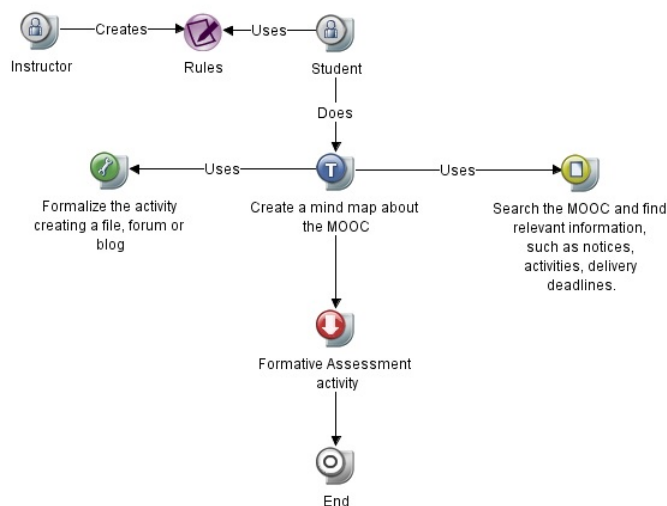 Creates
Uses
Instructor
Rules
Student
Does
Uses
T
Uses
Formalize the activity
creating a file, forum or
blog
Create a mind map about
the MOOC
Search the MOOC and find
relevant information,
such as notices,
activities, delivery
deadlines.
Formative Assessment
activity
End